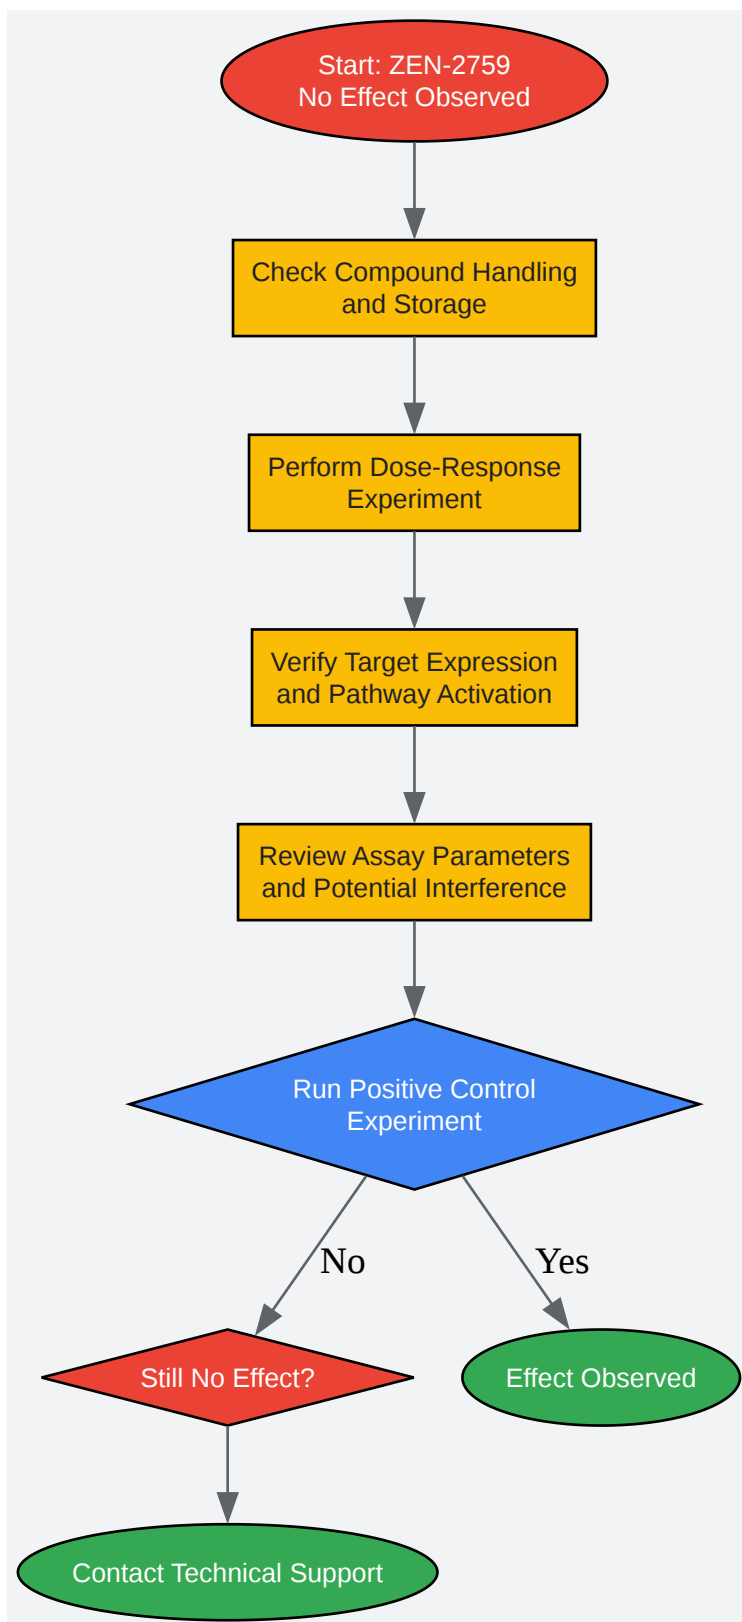 Start: ZEN-2759
No Effect Observed
Check Compound Handling
and Storage
Perform Dose-Response
Experiment
Verify Target Expression
and Pathway Activation
Review Assay Parameters
and Potential Interference
Run Positive Control
Experiment
No
Yes
Still No Effect?
Effect Observed
Contact Technical Support